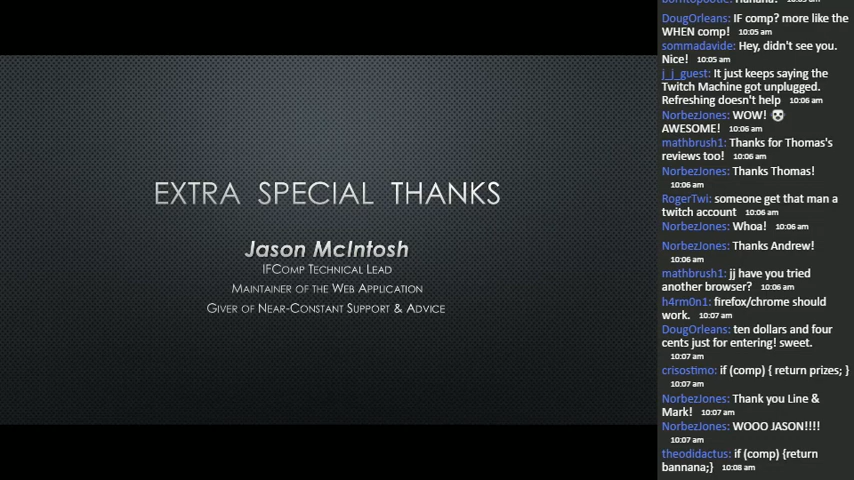 EXTRA SPECIAL THANKS
Jason McIntosh
IFComp Technical Lead
Maintainer of the Web Application
Giver of Near-Constant Support & Advice
DougOrleans: IF comp? more like the
WHEN comp! 10:05 am
sommadavide: Hey, didn't see you.
Nice! 10:05 am
j_j_guest: It just keeps saying the
Twitch Machine got unplugged.
Refreshing doesn't help 10:06 am
NorbezJones: WOW!
AWESOME! 10:06 am
mathbrush1: Thanks for Thomas's
reviews too! 10:06 am
NorbezJones: Thanks Thomas!
10:06 am
RogerTwi: someone get that man a
twitch account 10:06 am
NorbezJones: Whoa! 10:06 am
NorbezJones: Thanks Andrew!
10:06 am
mathbrush1: jj have you tried
another browser? 10:06 am
h4rm0n1: firefox/chrome should
work. 10:07 am
DougOrleans: ten dollars and four
cents just for entering! sweet.
10:07 am
crisostimo: if (comp) { return prizes; }
10:07 am
NorbezJones: Thank you Line &
Mark! 10:07 am
NorbezJones: WOOO JASON!!!!
10:07 am
theodidactus: if (comp) {return
bannana;} 10:08 am